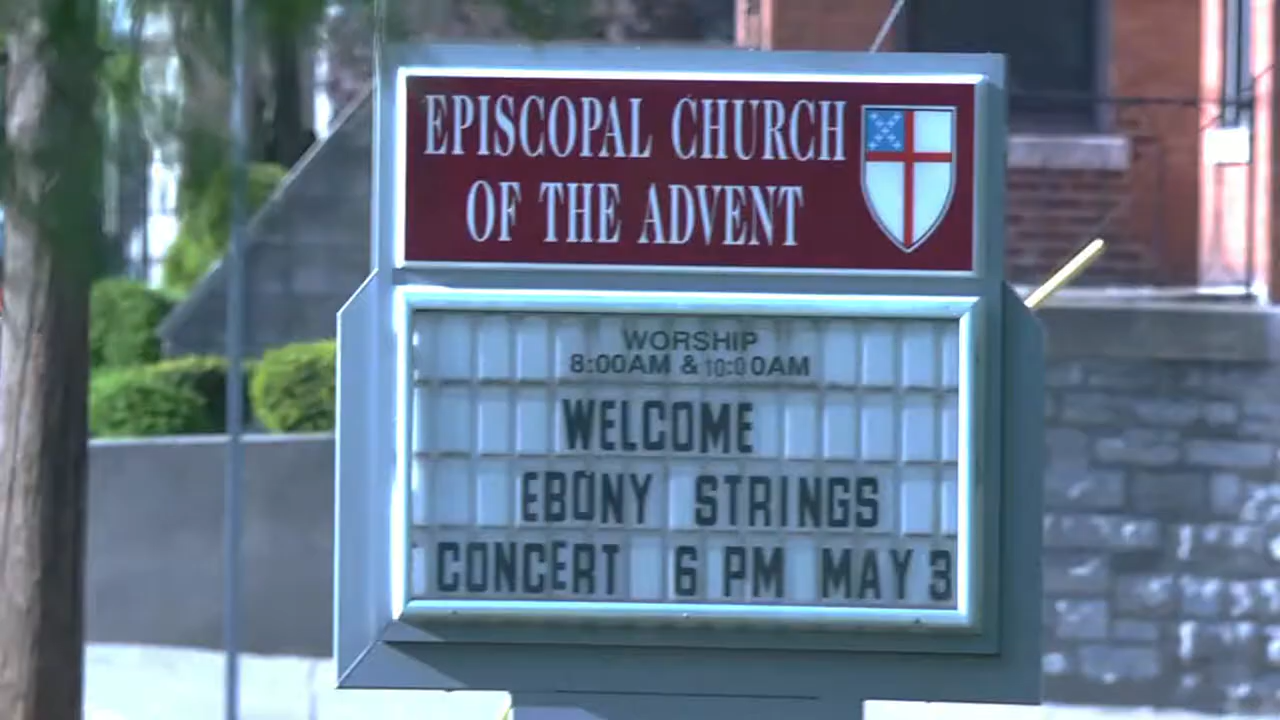 EPISCOPAL CHURCH
OF THE ADVENT
WORSHIP
8:00AM & 10:00AM
WELCOME
EBONY STRINGS
CONCERT 6 PM MAY 3